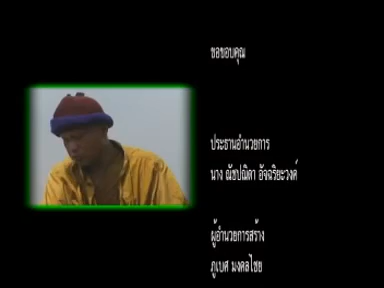 ขอขอบคุณ
ประธานอำนวยการ
นาง ณัชปณิดา อัจฉริยะวงศ์
ผู้อำนวยการสร้าง
ภูเบศ มงคลไชย